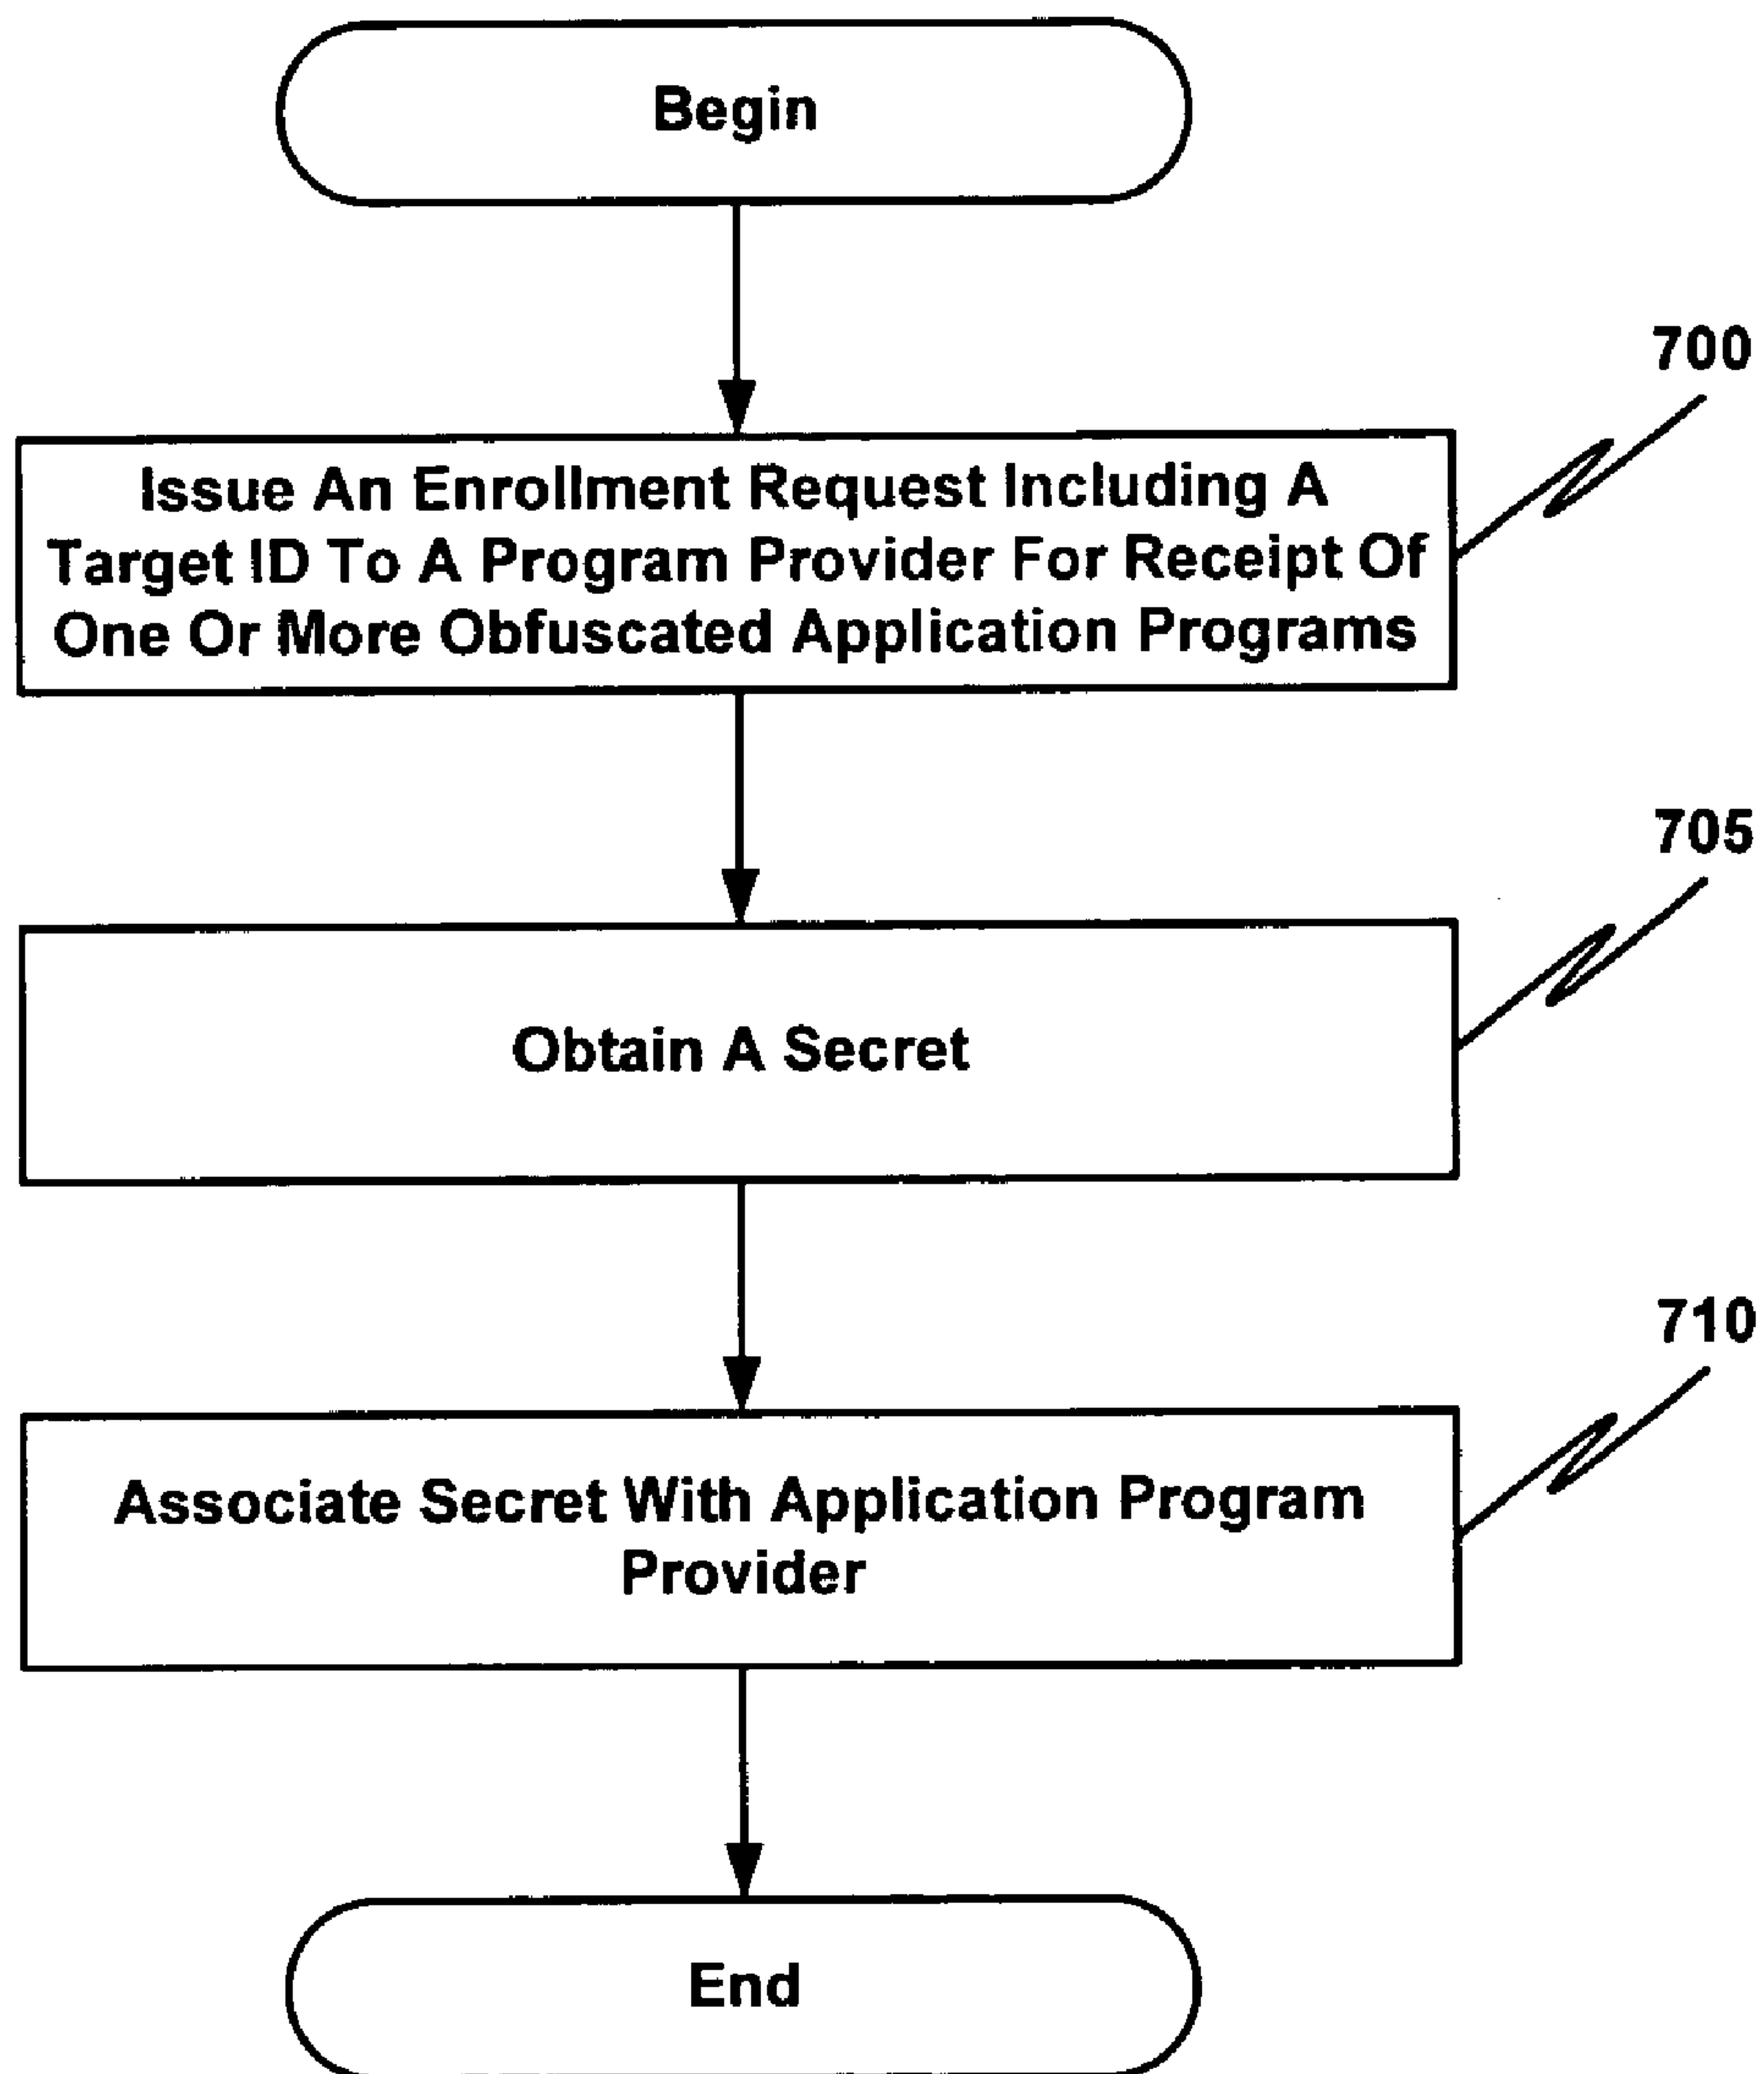 Begin
700
Issue An Enrollment Request Including A
Target ID To A Program Provider For Receipt Of
One Or More Obfuscated Application Programs
705
Obtain A Secret
710
Associate Secret With Application Program
Provider
End